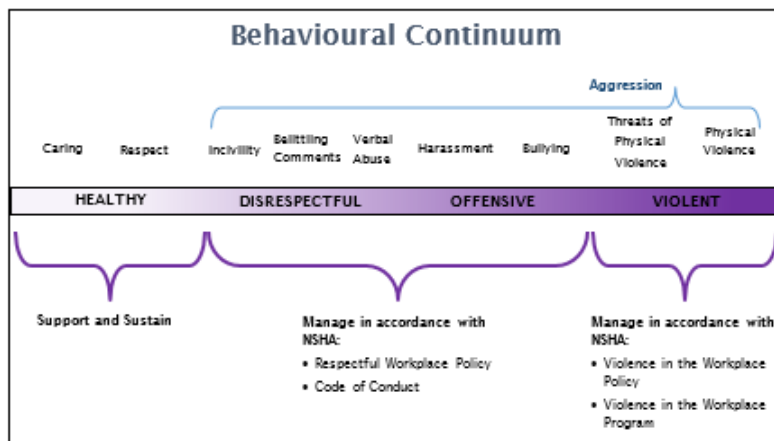 Behavioural Continuum
Aggression
Caring
Respect
Incivility
Belittling
Comments
Verbal
Abuse
Harassment
Bullying
Threats of
Physical
Violence
Physical
Violence
HEALTHY
DISRESPECTFUL
OFFENSIVE
VIOLENT
Support and Sustain
Manage in accordance with
NSHA:
• Respectful Workplace Policy
• Code of Conduct
Manage in accordance with
NSHA:
• Violence in the Workplace
Policy
• Violence in the Workplace
Program